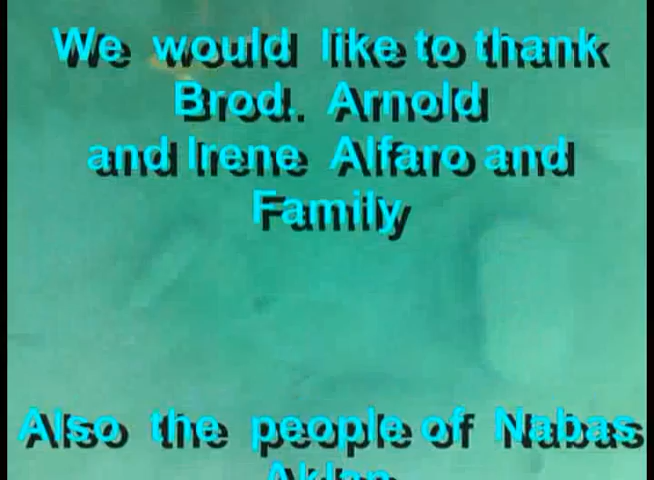 We would like to thank
Brod. Arnold
and Irene Alfaro and
Family
Also the people of Nabas
Aklan